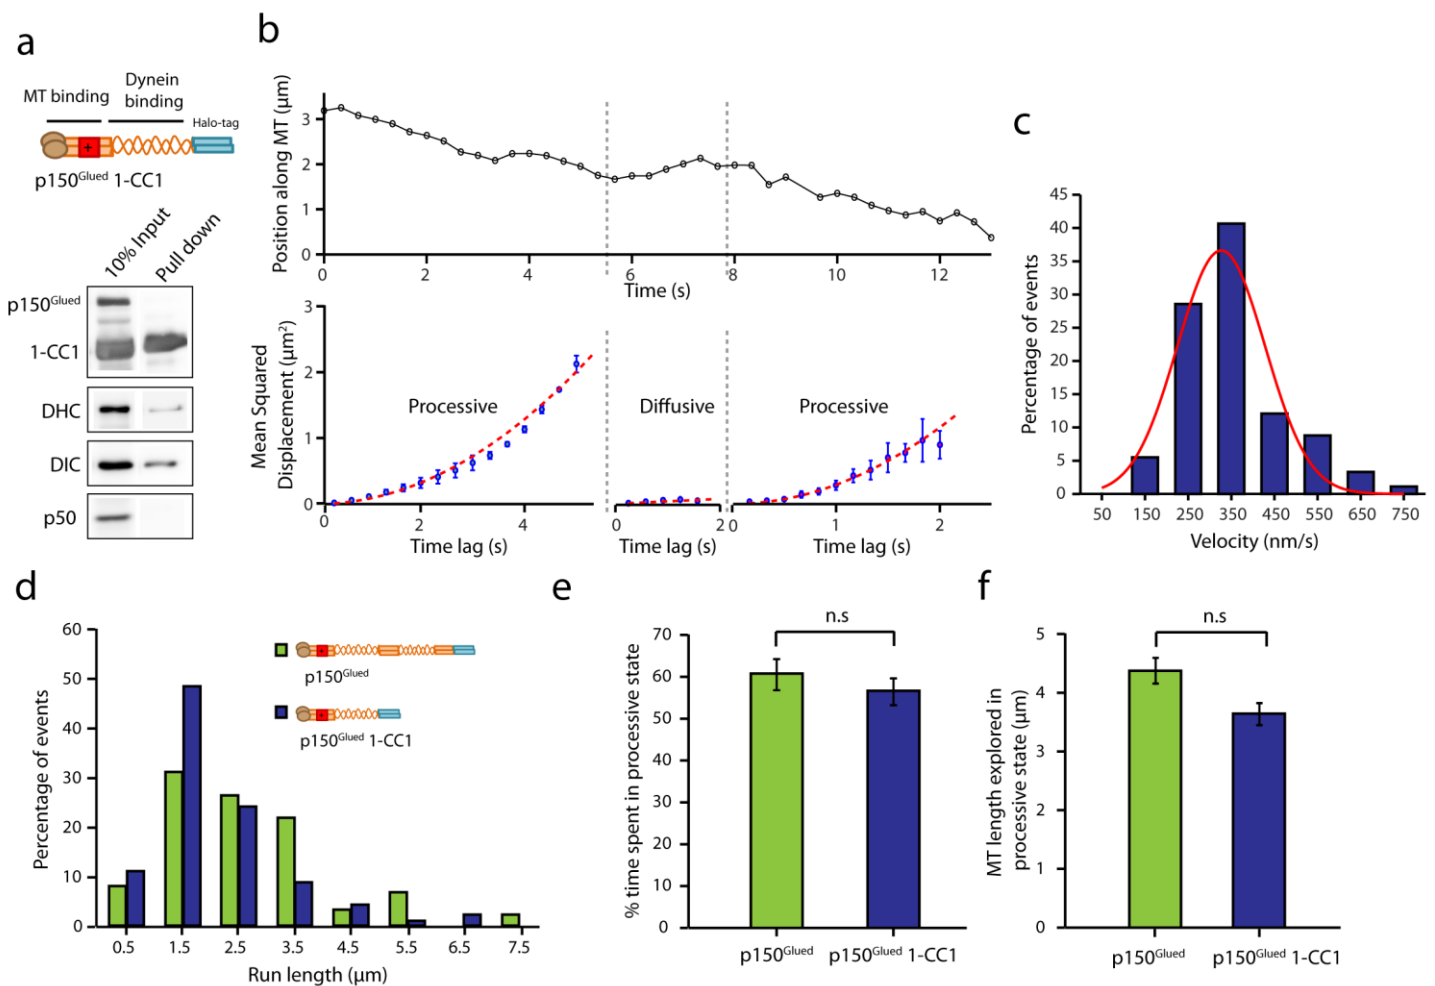 a
MT binding
Dynein
binding
Halo-tag
+
p150Glued 1-CC1
10% Input
Pull down
p150Glued
1-CC1
DHC
DIC
p50
b
Position along MT (µm)
3
2
1
0
0
2
4
6
8
10
12
Time (s)
Mean Squared
Displacement (µm²)
3
2
1
0
Processive
Diffusive
Processive
0
2
4
0
2
0
1
2
Time lag (s)
Time lag (s)
Time lag (s)
c
Percentage of events
45
40
35
30
25
20
15
10
5
0
50
150
250
350
450
550
650
750
Velocity (nm/s)
d
Percentage of events
60
50
40
30
20
10
0
p150Glued
p150Glued 1-CC1
0.5
1.5
2.5
3.5
4.5
5.5
6.5
7.5
Run length (µm)
e
% time spent in processive state
70
60
50
40
30
20
10
0
n.s
p150Glued
p150Glued 1-CC1
f
MT length explored in
processive state (µm)
5
4
3
2
1
0
n.s
p150Glued
p150Glued 1-CC1